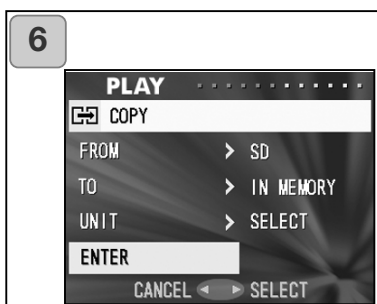 6
PLAY
COPY
FROM > SD
TO > IN MEMORY
UNIT > SELECT
ENTER
CANCEL ◄ ► SELECT